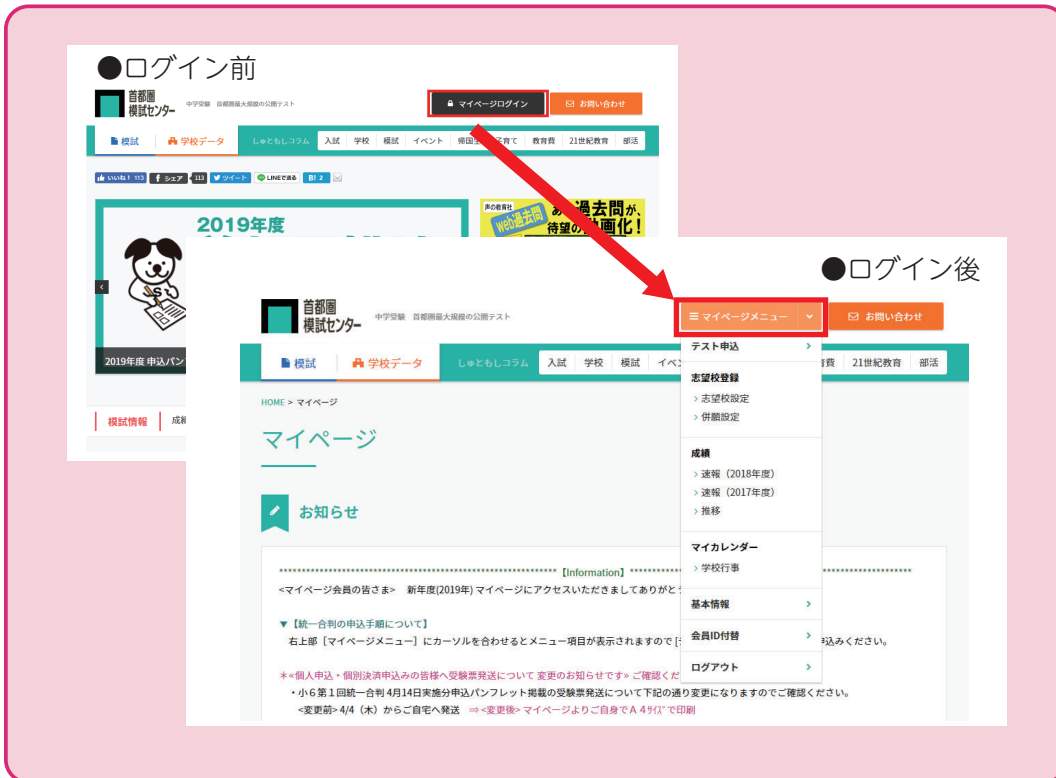 ●ログイン前
首都圏
模試センター
中学受験 首都圏最大規模の公開テスト
マイページログイン
お問い合わせ
模試
学校データ
しゅともしコラム
入試 学校 模試 イベント 帰国生 子育て 教育費 21世紀教育 部活
いいね! 113 シェア 113 ツイート LINEで送る B! 2
2019年度
声の教育社
web過去問
過去問が、
待望の 動画化!
2019年度 申込パン
模試情報
●ログイン後
首都圏
模試センター
中学受験 首都圏最大規模の公開テスト
マイページメニュー
お問い合わせ
模試
学校データ
しゅともしコラム
入試 学校 模試 イベ
育費 21世紀教育 部活
テスト申込
志望校登録
志望校設定
併願設定
成績
速報(2018年度)
速報(2017年度)
推移
マイカレンダー
学校行事
基本情報
会員ID付替
ログアウト
HOME > マイページ
マイページ
お知らせ
【Information】
<マイページ会員の皆さま> 新年度(2019年) マイページにアクセスいただきましてありがと
▼【統一合判の申込手順について】
右上部[マイページメニュー]にカーソルを合わせるとメニュー項目が表示されますので[
申込みください。
*«個人申込・個別決済申込みの皆様へ受験票発送について 変更のお知らせです» ご確認くだ
・小6第1回統一合判 4月14日実施分申込パンフレット掲載の受験票発送について下記の通り変更になりますのでご確認ください。
<変更前> 4/4(木)からご自宅へ発送 ⇒ <変更後> マイページよりご自身でA4サイズで印刷